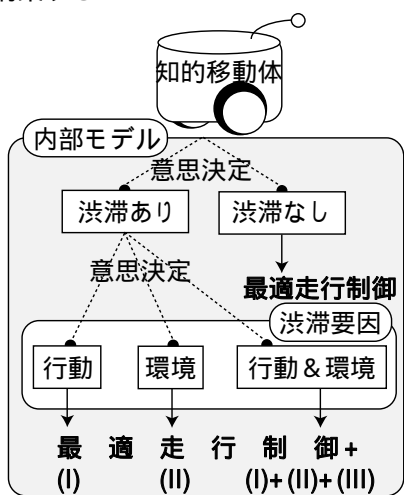 知的移動体
内部モデル
意思決定
渋滞あり 渋滞なし
意思決定
最適走行制御
渋滞要因
行動 環境 行動＆環境
最 適 走 行 制 御+
(I) (II) (I)+(II)+(III)